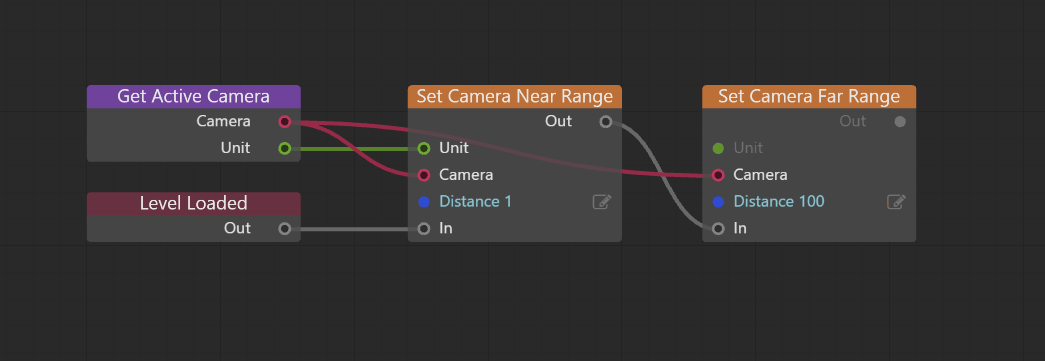 Get Active Camera
Camera
Unit
Level Loaded
Out
Set Camera Near Range
Out
Unit
Camera
Distance 1
In
Set Camera Far Range
Out
Unit
Camera
Distance 100
In